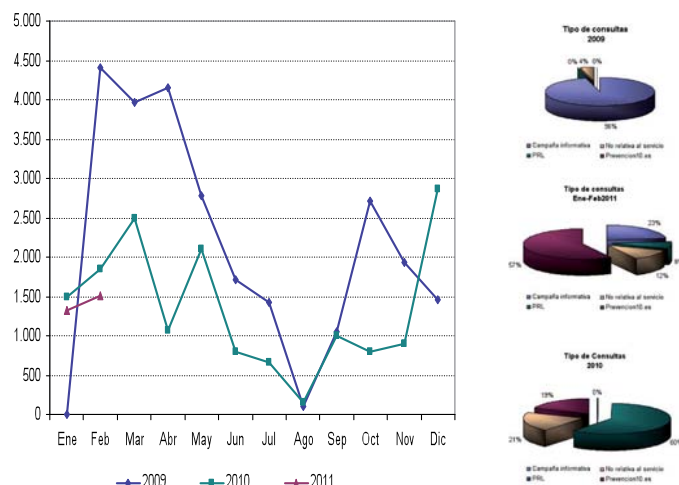 5.000
4.500
4.000
3.500
3.000
2.500
2.000
1.500
1.000
500
0
Ene Feb Mar Abr May Jun Jul Ago Sep Oct Nov Dic
2009 2010 2011
Tipo de consultas
2009
0% 4% 0%
96%
Campaña informativa No relativa al servicio
PRL Prevencion10.es
Tipo de consultas
Ene-Feb2011
23%
57%
8%
12%
Campaña informativa No relativa al servicio
PRL Prevencion10.es
Tipo de Consultas
2010
19% 0%
21%
60%
Campaña informativa No relativa al servicio
PRL Prevencion10.es